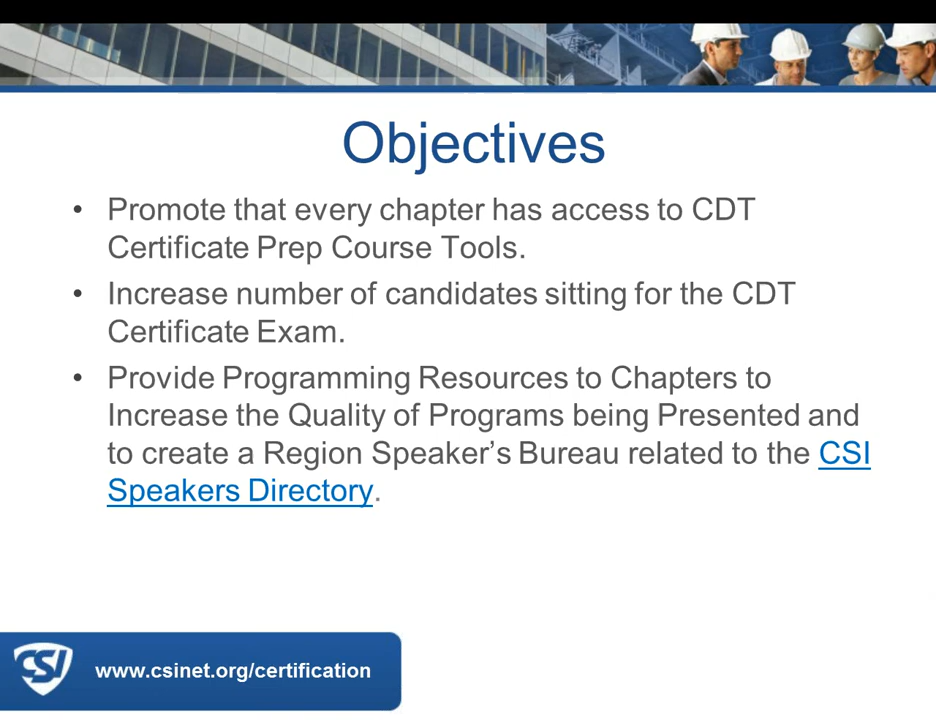 Objectives
• Promote that every chapter has access to CDT
Certificate Prep Course Tools.
• Increase number of candidates sitting for the CDT
Certificate Exam.
• Provide Programming Resources to Chapters to
Increase the Quality of Programs being Presented and
to create a Region Speaker's Bureau related to the CSI
Speakers Directory.
CSI www.csinet.org/certification